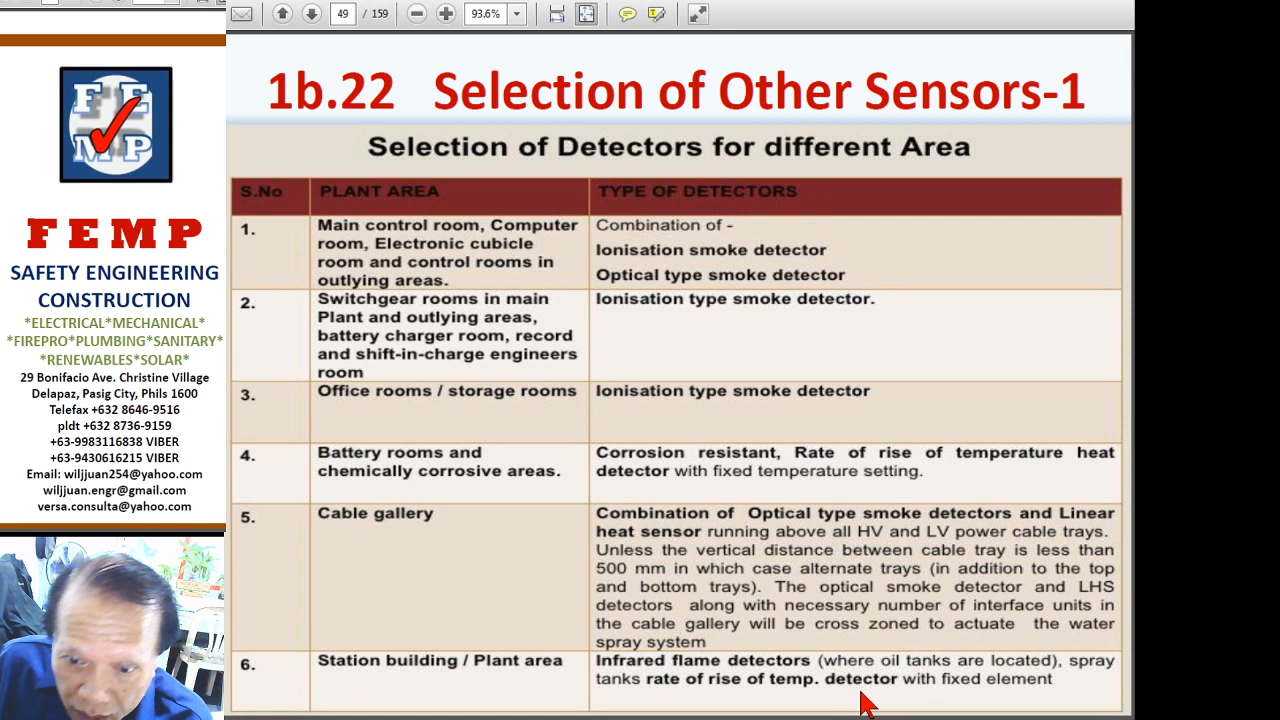 49 / 159
93.6%
F E
M P
F E M P
SAFETY ENGINEERING
CONSTRUCTION
*ELECTRICAL*MECHANICAL*
*FIREPRO*PLUMBING*SANITARY*
*RENEWABLES*SOLAR*
29 Bonifacio Ave. Christine Village
Delapaz, Pasig City, Phils 1600
Telefax +632 8646-9516
pldt +632 8736-9159
+63-9983116838 VIBER
+63-9430616215 VIBER
Email: wiljjuan254@yahoo.com
wiljjuan.engr@gmail.com
versa.consulta@yahoo.com
1b.22 Selection of Other Sensors-1
Selection of Detectors for different Area
S.No PLANT AREA TYPE OF DETECTORS
1.
Main control room, Computer
room, Electronic cubicle
room and control rooms in
outlying areas.
Combination of -
Ionisation smoke detector
Optical type smoke detector
2.
Switchgear rooms in main
Plant and outlying areas,
battery charger room, record
and shift-in-charge engineers
room
Ionisation type smoke detector.
3.
Office rooms / storage rooms
Ionisation type smoke detector
4.
Battery rooms and
chemically corrosive areas.
Corrosion resistant, Rate of rise of temperature heat
detector with fixed temperature setting.
5.
Cable gallery
Combination of Optical type smoke detectors and Linear
heat sensor running above all HV and LV power cable trays.
Unless the vertical distance between cable tray is less than
500 mm in which case alternate trays (in addition to the top
and bottom trays). The optical smoke detector and LHS
detectors along with necessary number of interface units in
the cable gallery will be cross zoned to actuate the water
spray system
6.
Station building / Plant area
Infrared flame detectors (where oil tanks are located), spray
tanks rate of rise of temp. detector with fixed element